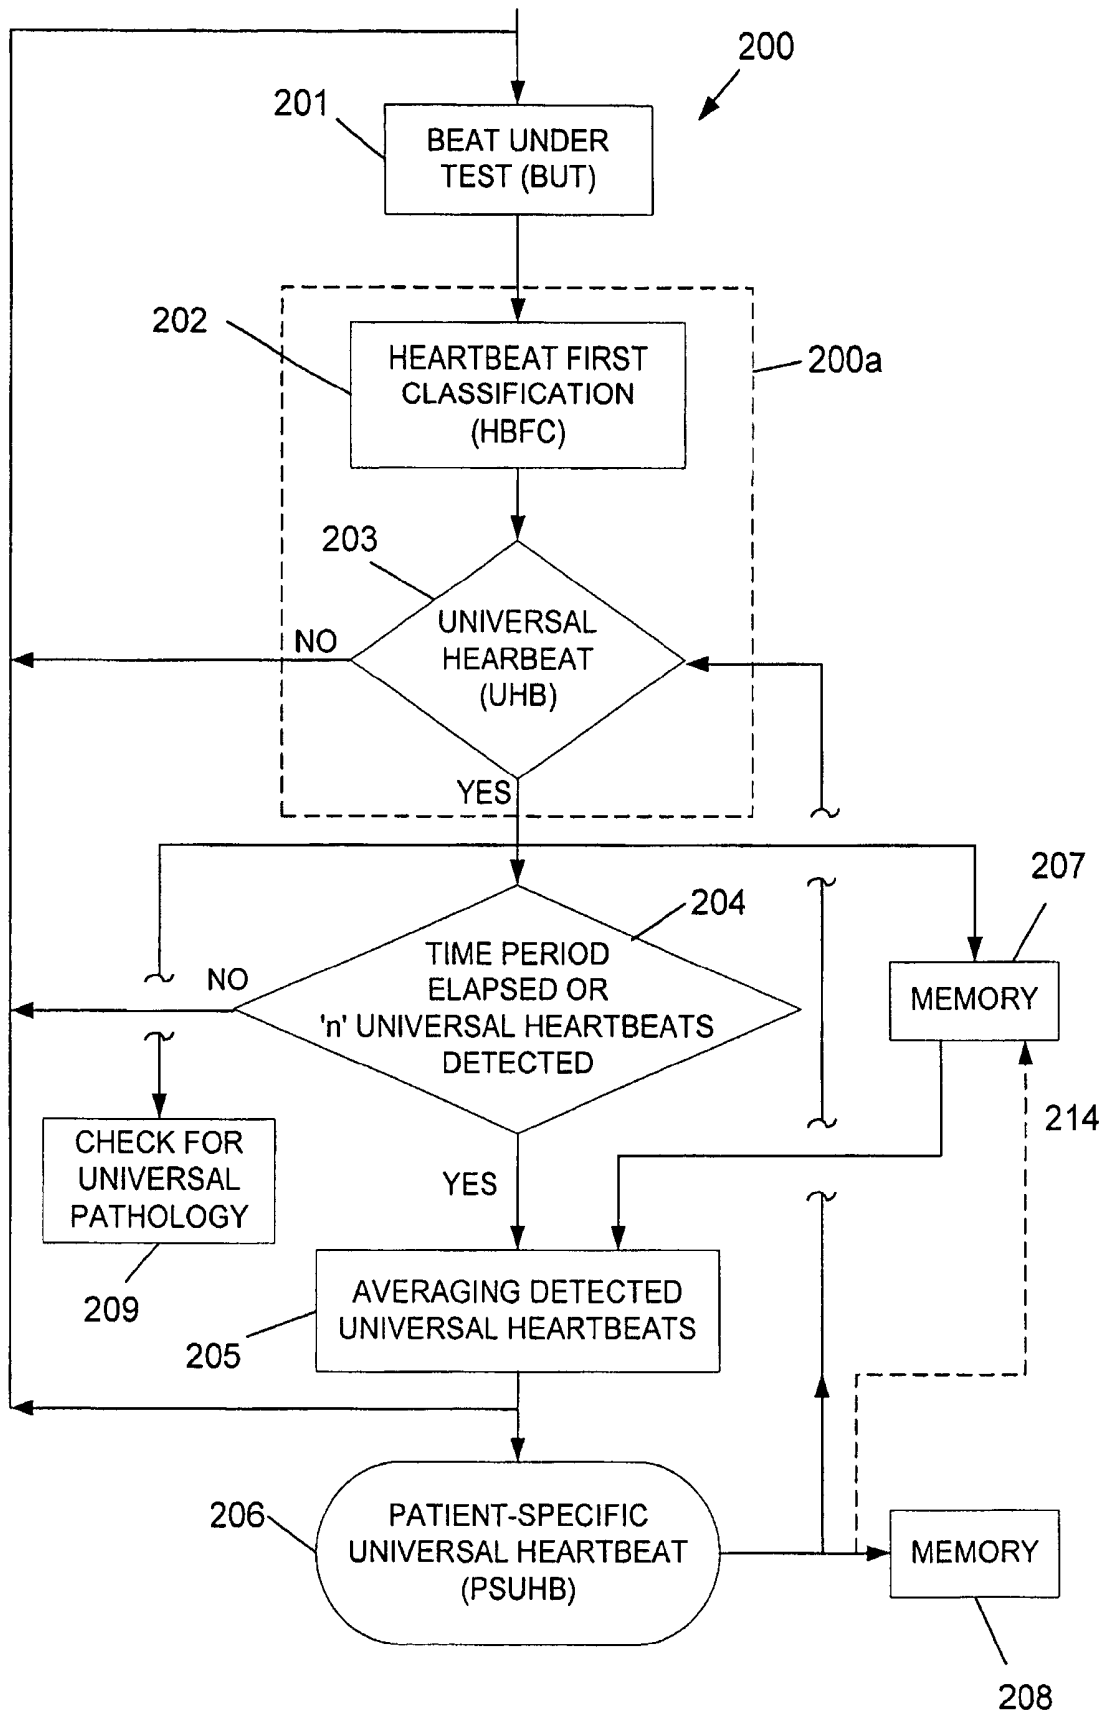 200
201
BEAT UNDER
TEST (BUT)
202
HEARTBEAT FIRST
CLASSIFICATION
(HBFC)
200a
203
UNIVERSAL
HEARBEAT
(UHB)
NO
YES
207
204
TIME PERIOD
ELAPSED OR
'n' UNIVERSAL HEARTBEATS
DETECTED
NO
MEMORY
214
CHECK FOR
UNIVERSAL
PATHOLOGY
YES
209
AVERAGING DETECTED
UNIVERSAL HEARTBEATS
205
206
PATIENT-SPECIFIC
UNIVERSAL HEARTBEAT
(PSUHB)
MEMORY
208